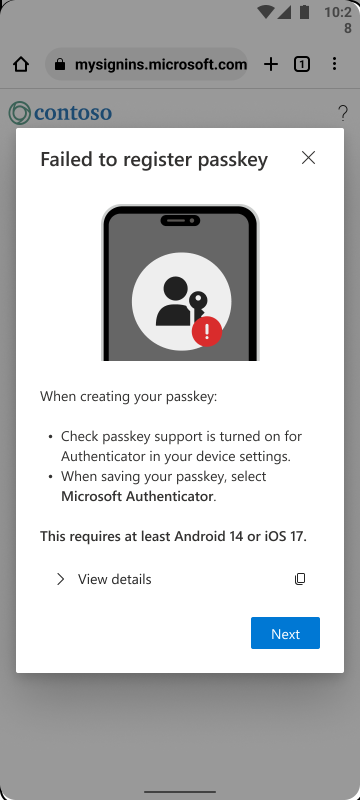 10:2
8
mysignins.microsoft.com
1
contoso
?
Failed to register passkey
When creating your passkey:
• Check passkey support is turned on for
Authenticator in your device settings.
• When saving your passkey, select
Microsoft Authenticator.
This requires at least Android 14 or iOS 17.
View details
Next